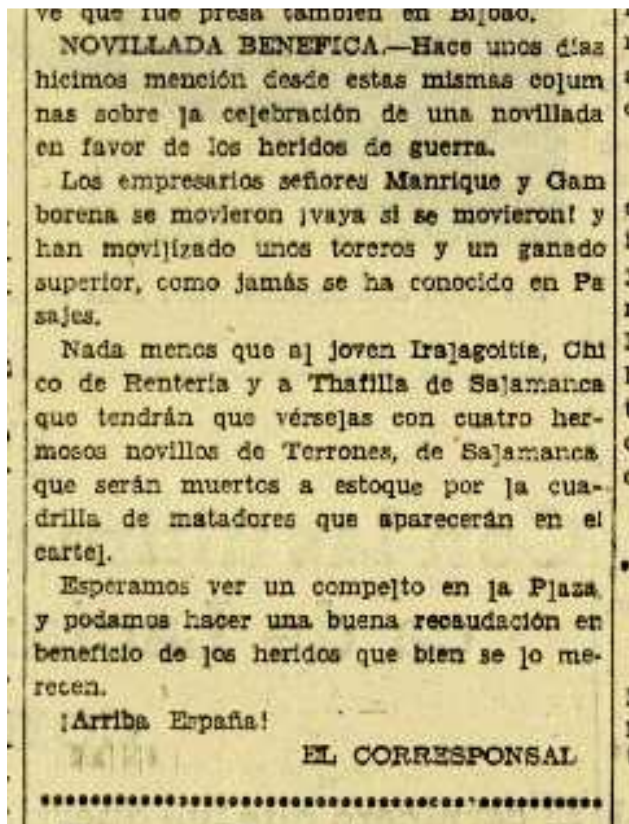 ve que fue presa también en Bilbao.
NOVILLADA BENEFICA.—Hace unos días
hicimos mención desde estas mismas colum
nas sobre la celebración de una novillada
en favor de los heridos de guerra.
Los empresarios señores Manrique y Gam
borena se movieron ¡vaya si se movieron! y
han movilizado unos toreros y un ganado
superior, como jamás se ha conocido en Pa
sajes.
Nada menos que al joven Iralagoitia, Chi
co de Rentería y a Thafilla de Salamanca
que tendrán que vérselas con cuatro her-
mosos novillos de Terrones, de Salamanca
que serán muertos a estoque por la cua-
drilla de matadores que aparecerán en el
cartel.
Esperamos ver un compelto en la Plaza
y podamos hacer una buena recaudación en
beneficio de los heridos que bien se lo me-
recen.
¡Arriba España!
EL CORRESPONSAL